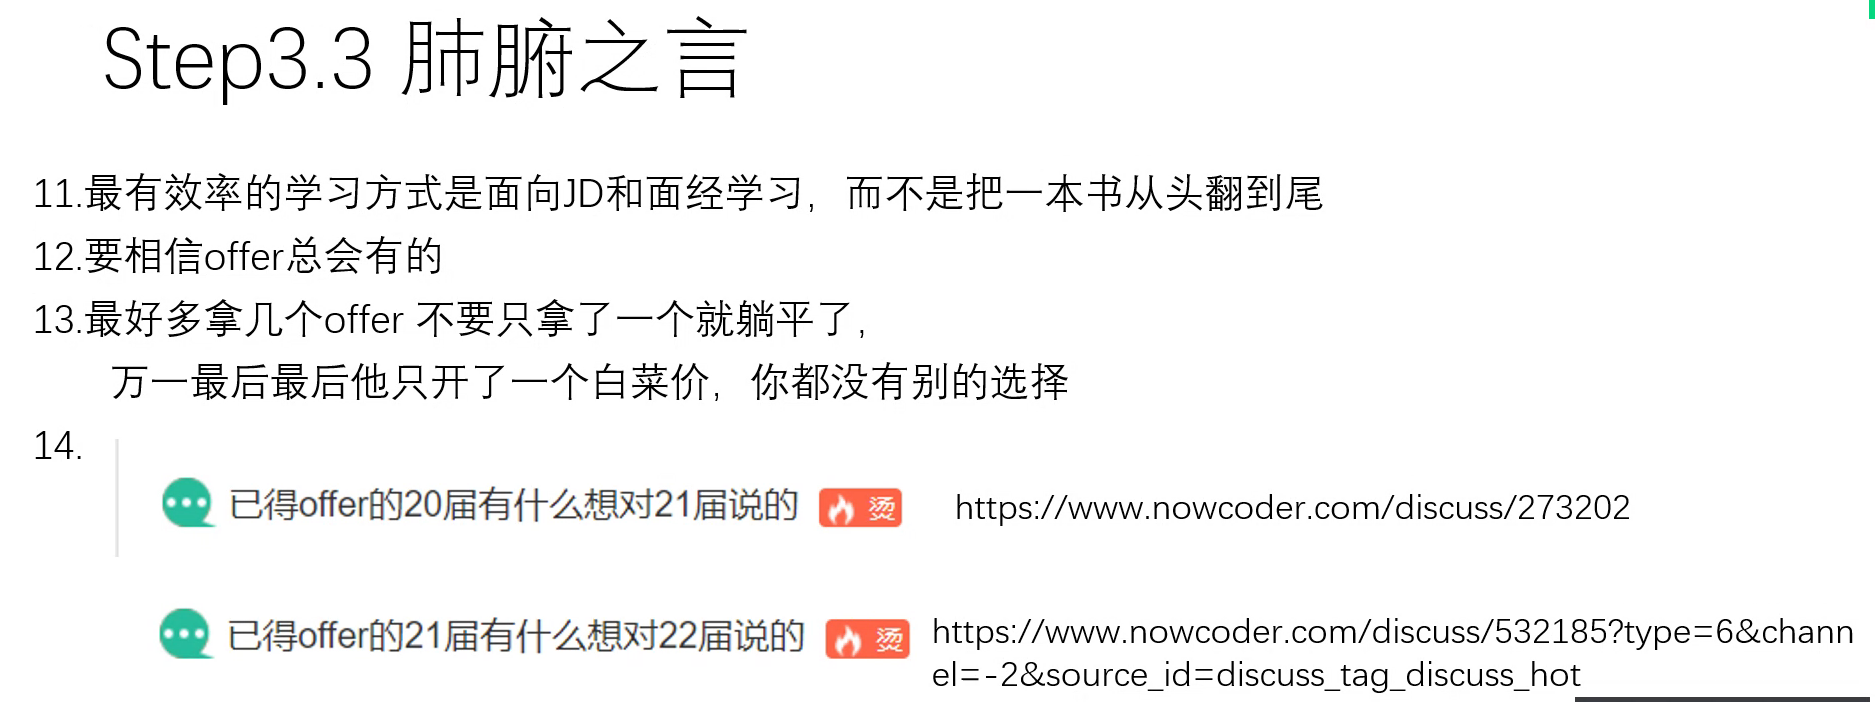 Step3.3 肺腑之言
11.最有效率的学习方式是面向JD和面经学习，而不是把一本书从头翻到尾
12.要相信offer总会有的
13.最好多拿几个offer 不要只拿了一个就躺平了，
万一最后最后他只开了一个白菜价，你都没有别的选择
14.
已得offer的20届有什么想对21届说的 烫 https://www.nowcoder.com/discuss/273202
已得offer的21届有什么想对22届说的 烫 https://www.nowcoder.com/discuss/532185?type=6&chann
el=-2&source_id=discuss_tag_discuss_hot